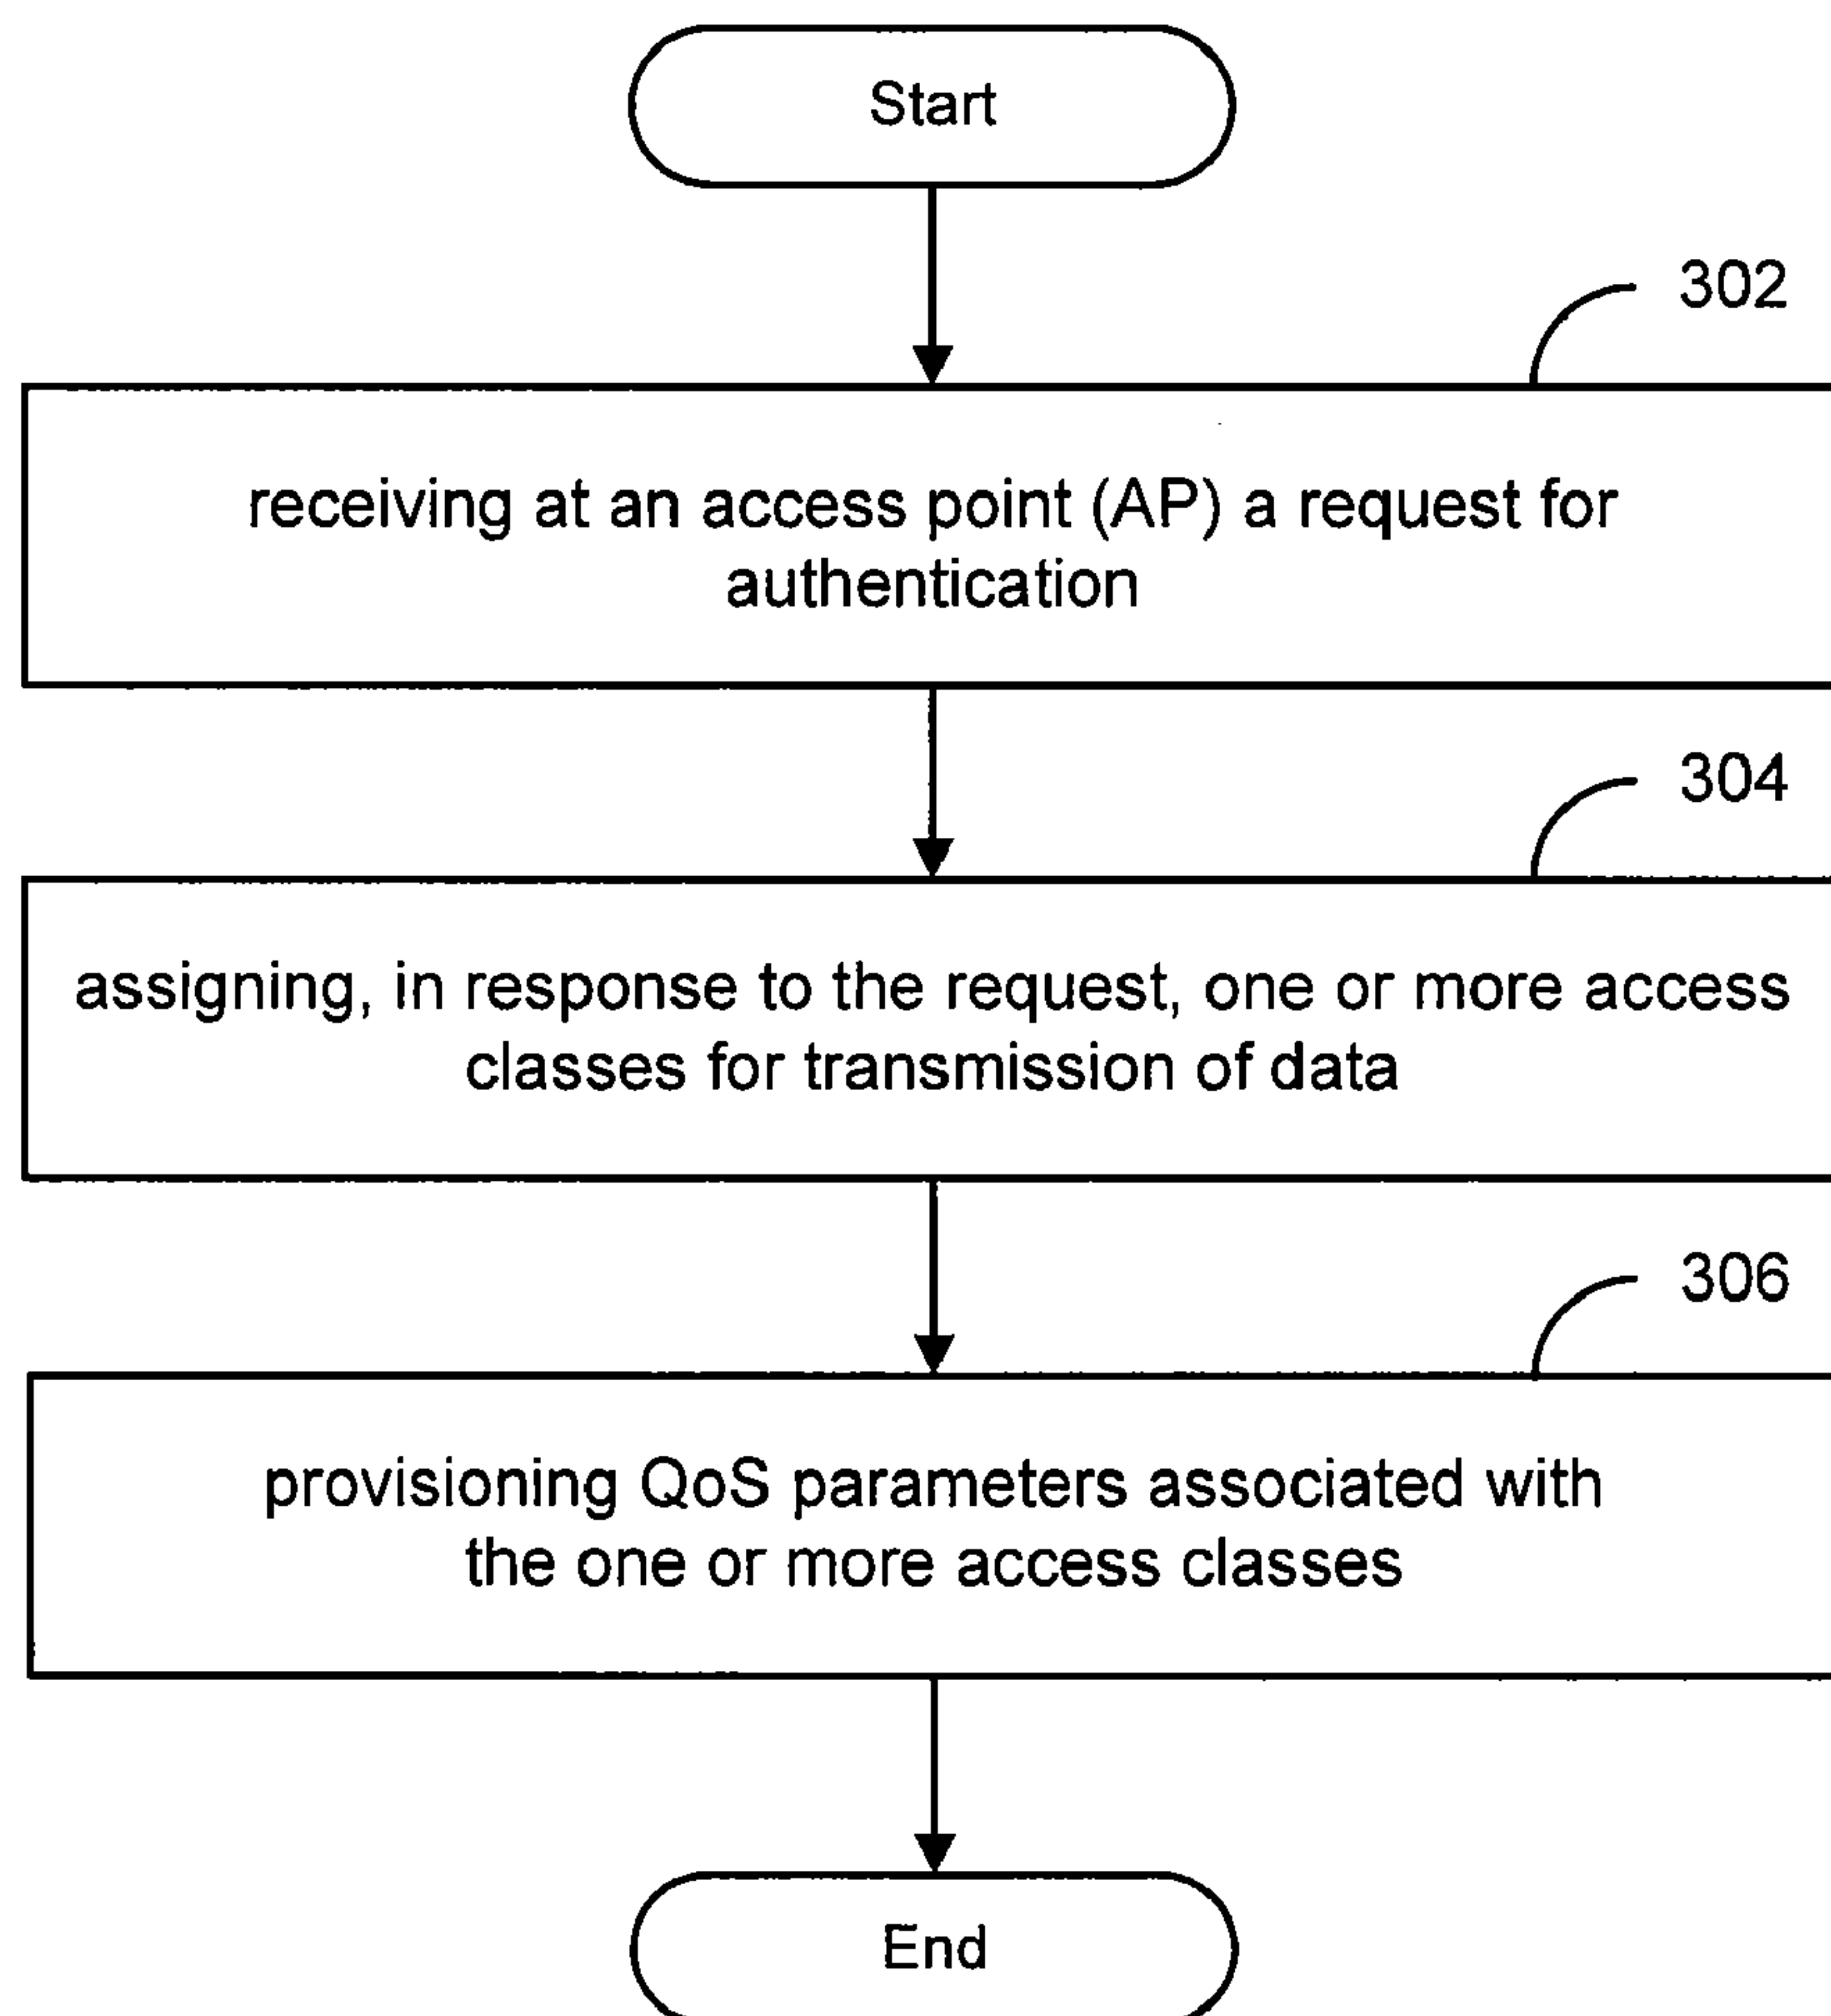 Start
302
receiving at an access point (AP) a request for
authentication
304
assigning, in response to the request, one or more access
classes for transmission of data
306
provisioning QoS parameters associated with
the one or more access classes
End